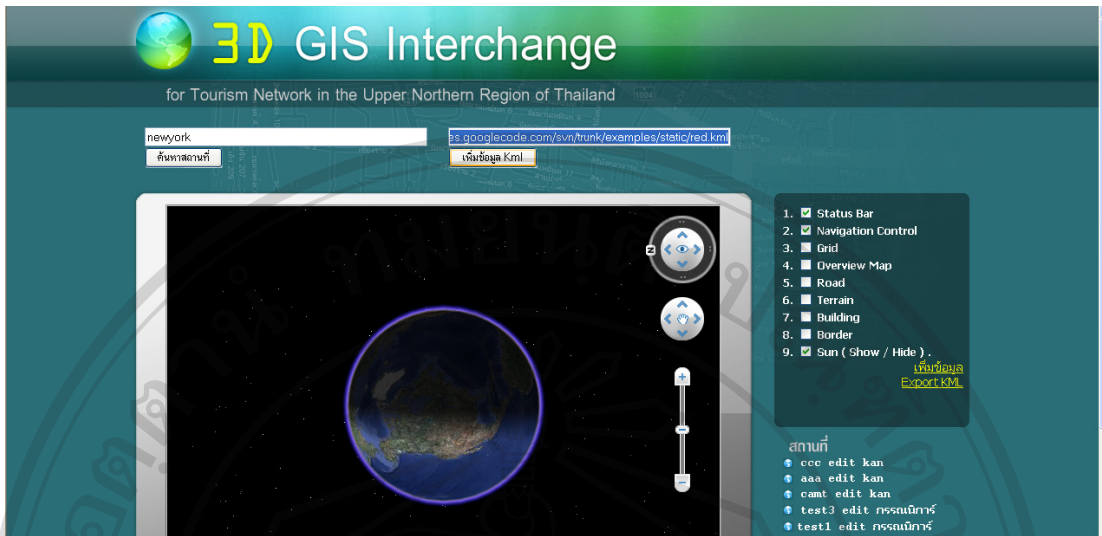 3D GIS Interchange
for Tourism Network in the Upper Northern Region of Thailand
newyork
es.googlecode.com/svn/trunk/examples/static/red.kml
ค้นหาสถานที่
เพิ่มข้อมูล Kml
N
1. Status Bar
2. Navigation Control
3. Grid
4. Overview Map
5. Road
6. Terrain
7. Building
8. Border
9. Sun ( Show / Hide ) .
เพิ่มข้อมูล
Export KML
สถานที่
ccc edit kan
aaa edit kan
camt edit kan
test3 edit กรรณนิการ์
test1 edit กรรณนิการ์